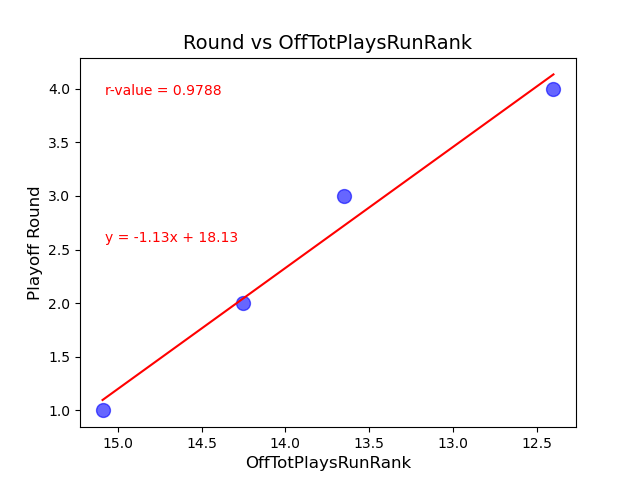 Round vs OffTotPlaysRunRank
r-value = 0.9788
y = -1.13x + 18.13
Playoff Round
4.0
3.5
3.0
2.5
2.0
1.5
1.0
15.0 14.5 14.0 13.5 13.0 12.5
OffTotPlaysRunRank